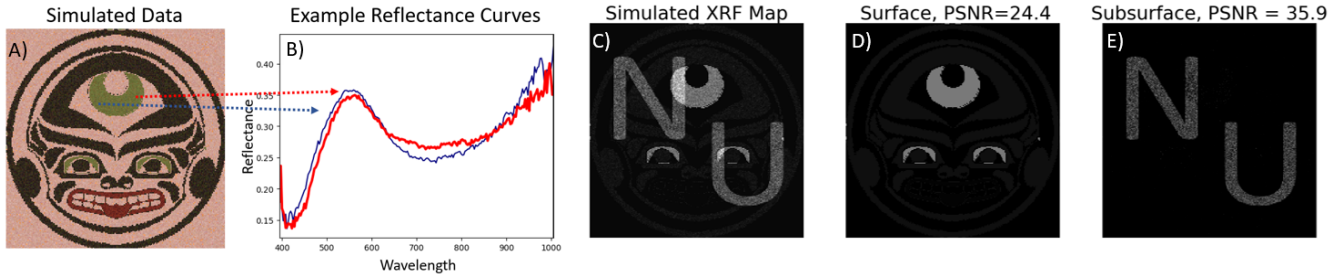 Simulated Data
A)
Example Reflectance Curves
B)
0.40
0.35
0.30
0.25
0.20
0.15
Reflectance
400 500 600 700 800 900 1000
Wavelength
Simulated XRF Map
C)
N U
Surface, PSNR=24.4
D)
Subsurface, PSNR = 35.9
E)
N U